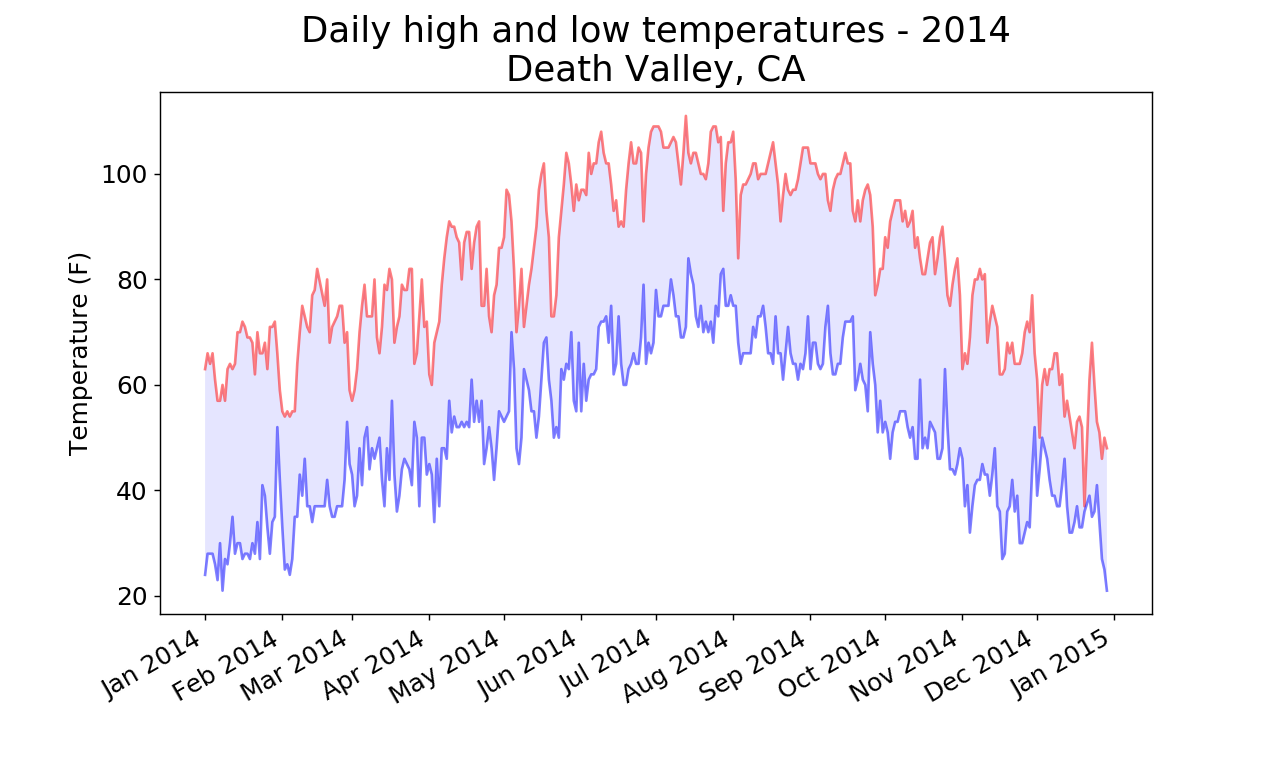 Daily high and low temperatures - 2014
Death Valley, CA
Temperature (F)
100
80
60
40
20
Jan 2014
Feb 2014
Mar 2014
Apr 2014
May 2014
Jun 2014
Jul 2014
Aug 2014
Sep 2014
Oct 2014
Nov 2014
Dec 2014
Jan 2015